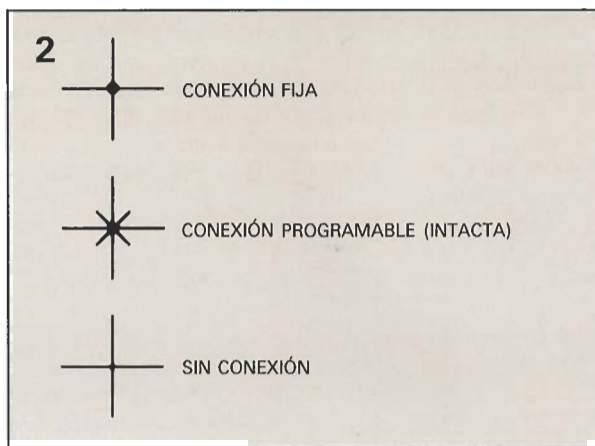 2
CONEXIÓN FIJA
CONEXIÓN PROGRAMABLE (INTACTA)
SIN CONEXIÓN